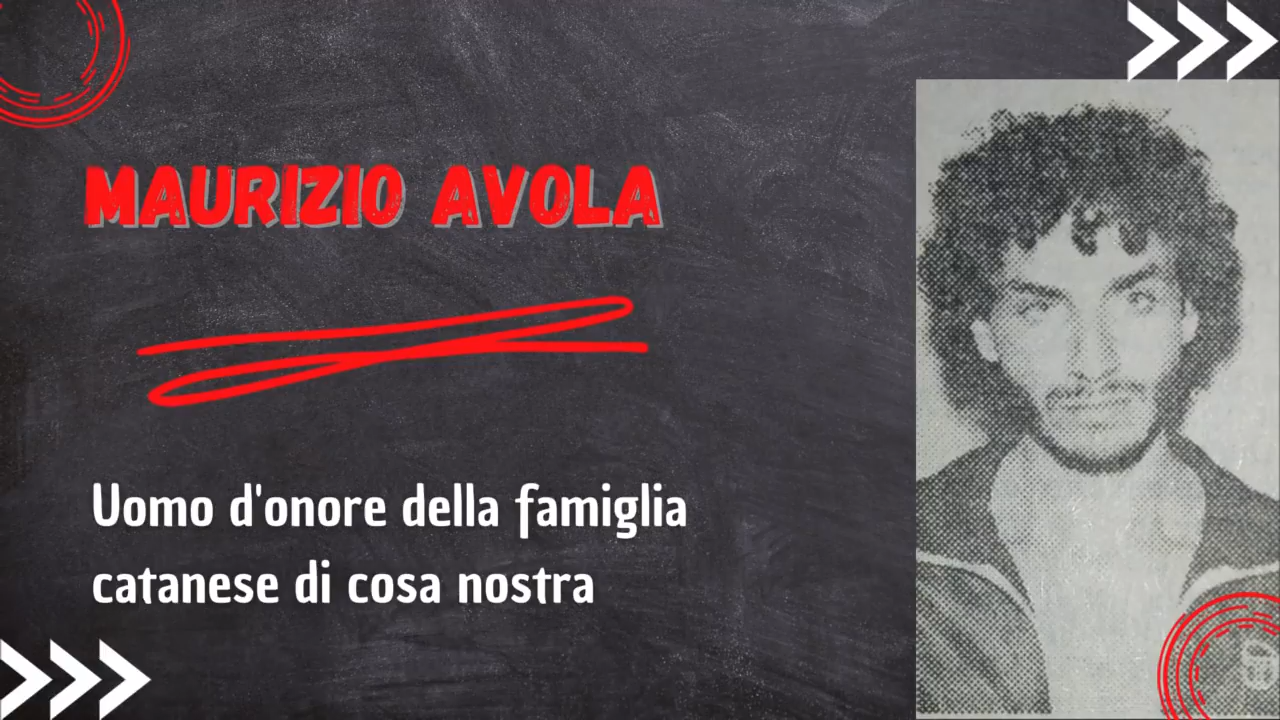 MAURIZIO AVOLA
Uomo d'onore della famiglia
catanese di cosa nostra